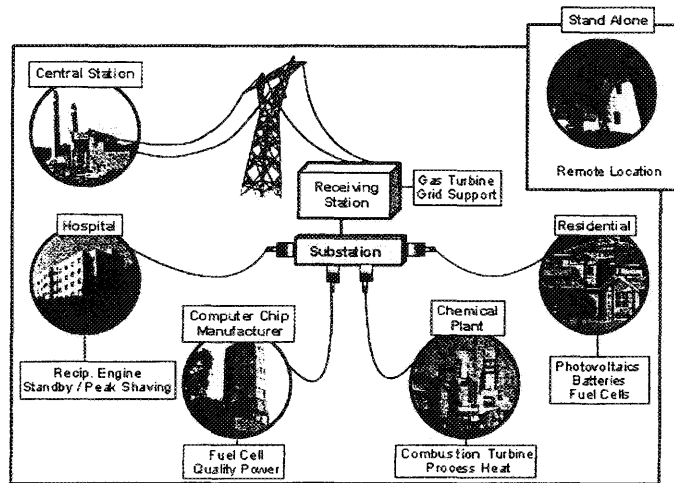 Stand Alone
Central Station
Remote Location
Receiving
Station
Gas Turbine
Grid Support
Hospital
Substation
Residential
Computer Chip
Manufacturer
Chemical
Plant
Recip. Engine
Standby / Peak Shaving
Photovoltaics
Batteries
Fuel Cells
Fuel Cell
Quality Power
Combustion Turbine
Process Heat